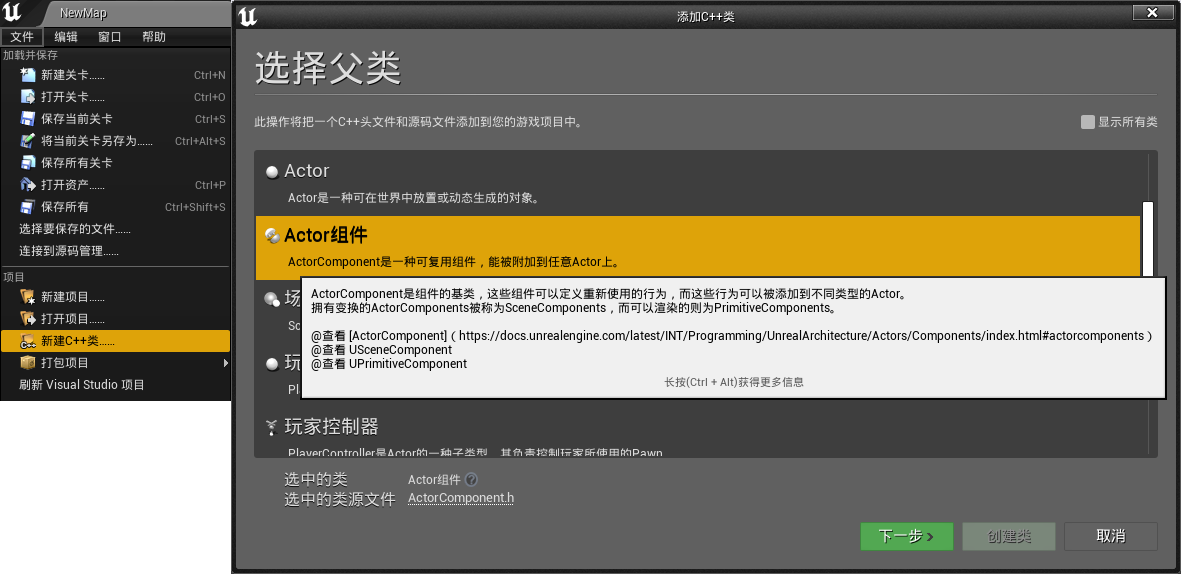 NewMap
文件 编辑 窗口 帮助
加载并保存
新建关卡...... Ctrl+N
打开关卡...... Ctrl+O
保存当前关卡 Ctrl+S
将当前关卡另存为...... Ctrl+Alt+S
保存所有关卡
打开资产...... Ctrl+P
保存所有 Ctrl+Shift+S
选择要保存的文件......
连接到源码管理......
项目
新建项目......
打开项目......
新建C++类......
打包项目
刷新 Visual Studio 项目
添加C++类
选择父类
此操作将把一个C++头文件和源码文件添加到您的游戏项目中。
显示所有类
Actor
Actor是一种可在世界中放置或动态生成的对象。
Actor组件
ActorComponent是一种可复用组件，能被附加到任意Actor上。
场
Sc
ActorComponent是组件的基类，这些组件可以定义重新使用的行为，而这些行为可以被添加到不同类型的Actor。
拥有变换的ActorComponents被称为SceneComponents，而可以渲染的则为PrimitiveComponents。
@查看 [ActorComponent]（https://docs.unrealengine.com/latest/INT/Programming/UnrealArchitecture/Actors/Components/index.html#actorcomponents）
@查看 USceneComponent
@查看 UPrimitiveComponent
长按(Ctrl + Alt)获得更多信息
玩
Pl
玩家控制器
PlayerController是Actor的一种子类型，其负责控制玩家所使用的Pawn
选中的类 Actor组件
选中的类源文件 ActorComponent.h
下一步 创建类 取消